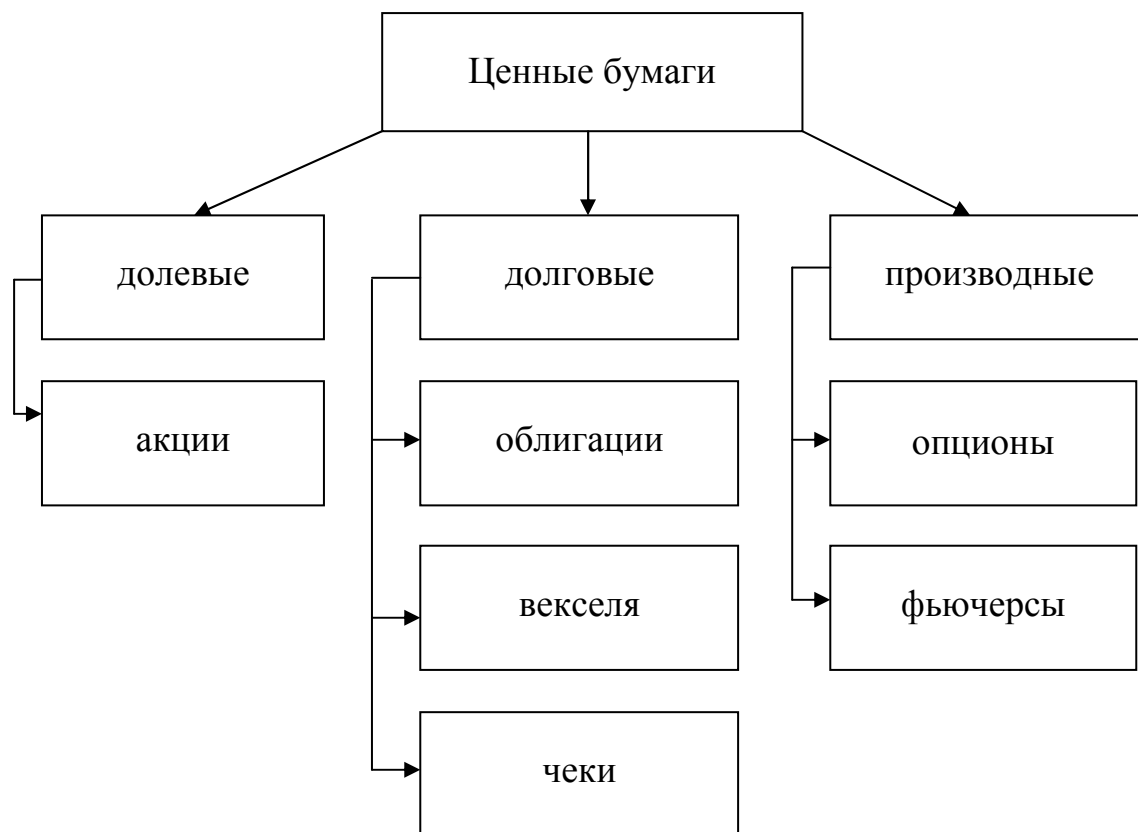 Ценные бумаги
долевые
долговые
производные
акции
облигации
опционы
векселя
фьючерсы
чеки